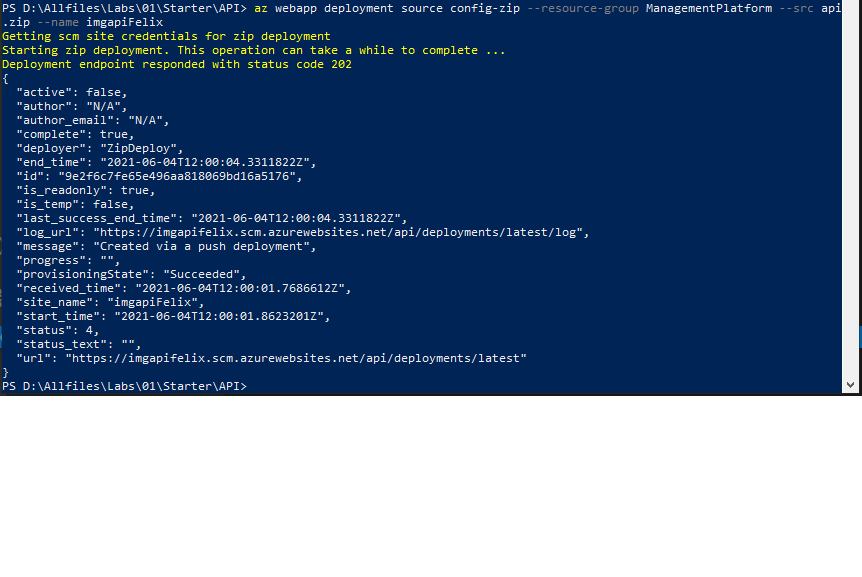 PS D:\Allfiles\Labs\01\Starter\API> az webapp deployment source config-zip --resource-group ManagementPlatform --src api
.zip --name imgapiFelix
Getting scm site credentials for zip deployment
Starting zip deployment. This operation can take a while to complete ...
Deployment endpoint responded with status code 202
{
  "active": false,
  "author": "N/A",
  "author_email": "N/A",
  "complete": true,
  "deployer": "ZipDeploy",
  "end_time": "2021-06-04T12:00:04.3311822Z",
  "id": "9e2f6c7fe65e496aa818069bd16a5176",
  "is_readonly": true,
  "is_temp": false,
  "last_success_end_time": "2021-06-04T12:00:04.3311822Z",
  "log_url": "https://imgapifelix.scm.azurewebsites.net/api/deployments/latest/log",
  "message": "Created via a push deployment",
  "progress": "",
  "provisioningState": "Succeeded",
  "received_time": "2021-06-04T12:00:01.7686612Z",
  "site_name": "imgapiFelix",
  "start_time": "2021-06-04T12:00:01.8623201Z",
  "status": 4,
  "status_text": "",
  "url": "https://imgapifelix.scm.azurewebsites.net/api/deployments/latest"
}
PS D:\Allfiles\Labs\01\Starter\API>